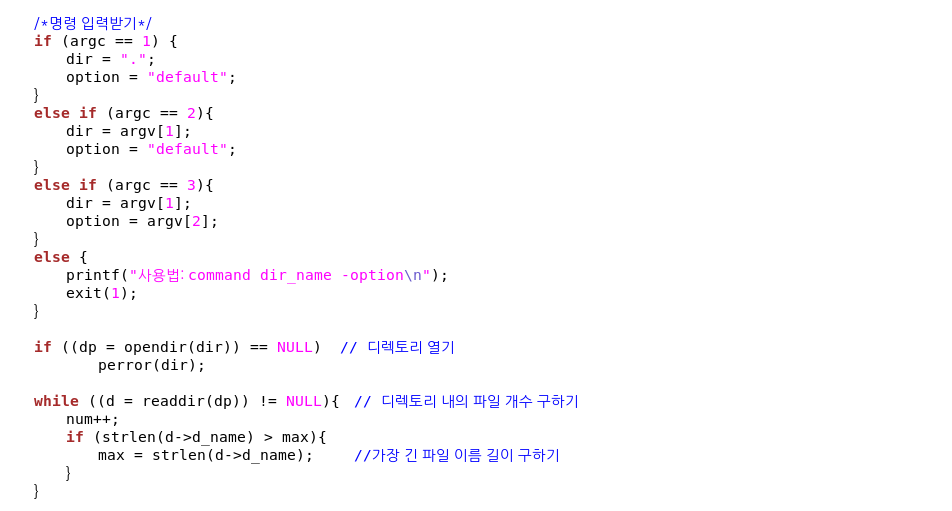 /*명령 입력받기*/
if (argc == 1) {
dir = ".";
option = "default";
}
else if (argc == 2){
dir = argv[1];
option = "default";
}
else if (argc == 3){
dir = argv[1];
option = argv[2];
}
else {
printf("사용법: command dir_name -option\n");
exit(1);
}
if ((dp = opendir(dir)) == NULL)  // 디렉토리 열기
perror(dir);
while ((d = readdir(dp)) != NULL){  // 디렉토리 내의 파일 개수 구하기
num++;
if (strlen(d->d_name) > max){
max = strlen(d->d_name);    //가장 긴 파일 이름 길이 구하기
}
}